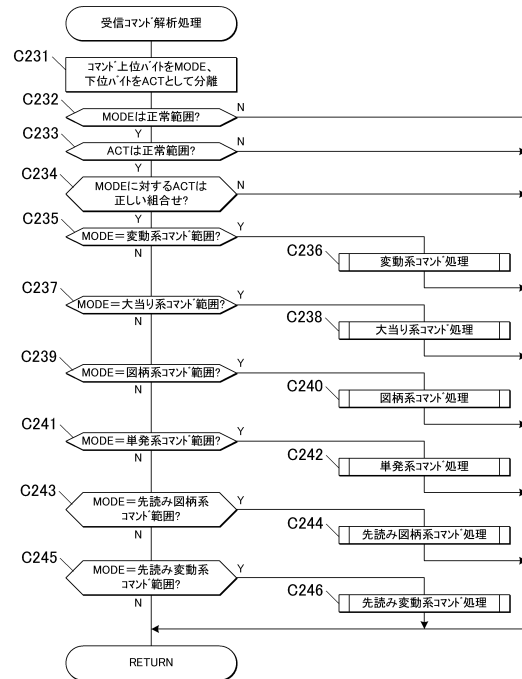 受信コマンド解析処理
C231
コマンド上位バイトをMODE、
下位バイトをACTとして分離
C232
MODEは正常範囲?
N
Y
C233
ACTは正常範囲?
N
Y
C234
MODEに対するACTは
正しい組合せ?
N
Y
C235
MODE=変動系コマンド範囲?
Y
N
C236
変動系コマンド処理
C237
MODE=大当り系コマンド範囲?
Y
N
C238
大当り系コマンド処理
C239
MODE=図柄系コマンド範囲?
Y
N
C240
図柄系コマンド処理
C241
MODE=単発系コマンド範囲?
Y
N
C242
単発系コマンド処理
C243
MODE=先読み図柄系
コマンド範囲?
Y
N
C244
先読み図柄系コマンド処理
C245
MODE=先読み変動系
コマンド範囲?
Y
N
C246
先読み変動系コマンド処理
RETURN